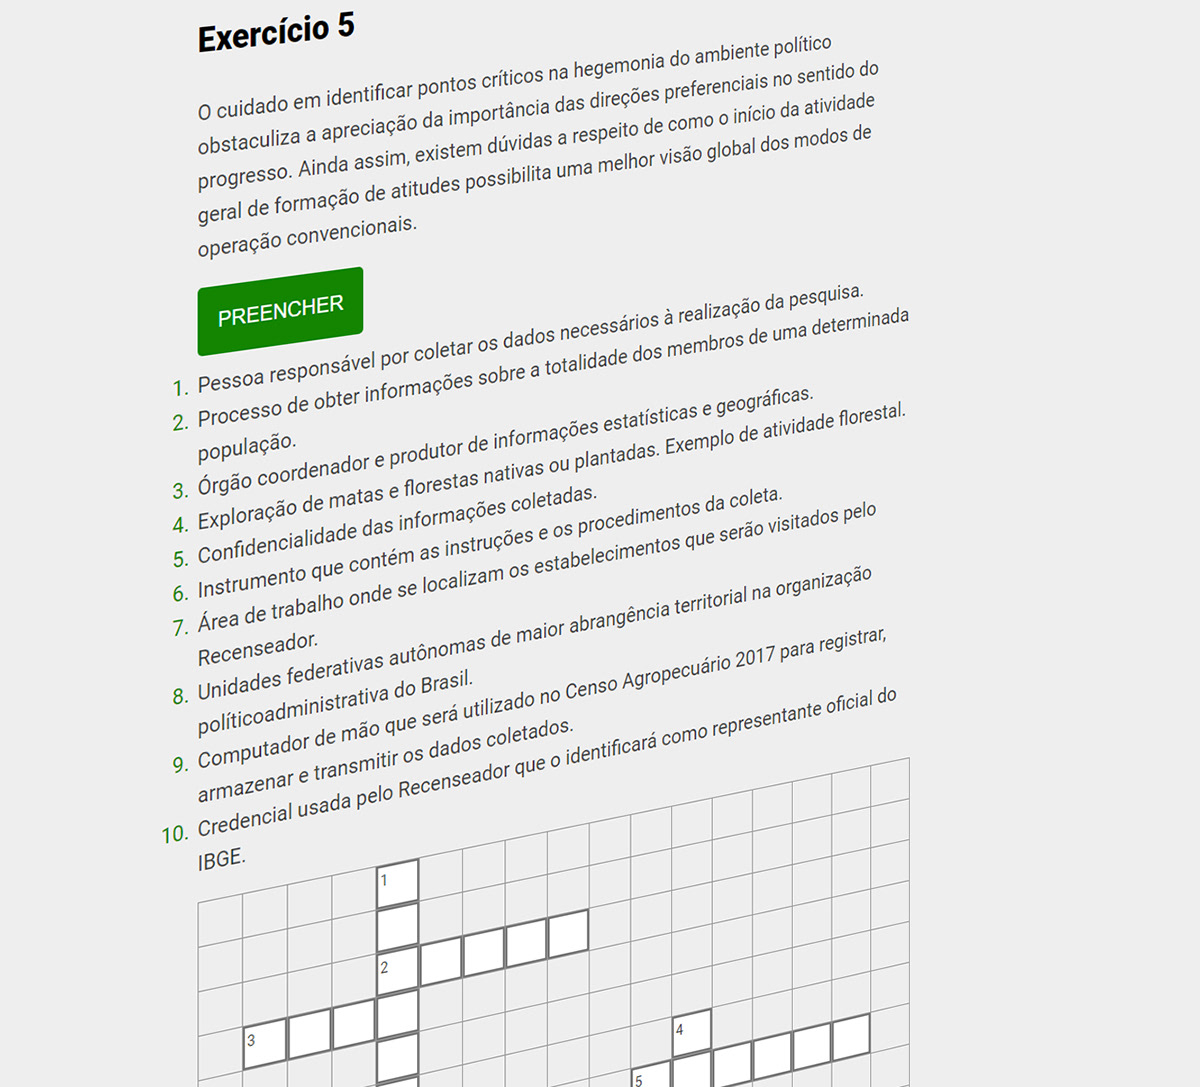 Exercício 5
O cuidado em identificar pontos críticos na hegemonia do ambiente político
obstaculiza a apreciação da importância das direções preferenciais no sentido do
progresso. Ainda assim, existem dúvidas a respeito de como o início da atividade
geral de formação de atitudes possibilita uma melhor visão global dos modos de
operação convencionais.
PREENCHER
1. Pessoa responsável por coletar os dados necessários à realização da pesquisa.
2. Processo de obter informações sobre a totalidade dos membros de uma determinada
população.
3. Órgão coordenador e produtor de informações estatísticas e geográficas.
4. Exploração de matas e florestas nativas ou plantadas. Exemplo de atividade florestal.
5. Confidencialidade das informações coletadas.
6. Instrumento que contém as instruções e os procedimentos da coleta.
7. Área de trabalho onde se localizam os estabelecimentos que serão visitados pelo
Recenseador.
8. Unidades federativas autônomas de maior abrangência territorial na organização
políticoadministrativa do Brasil.
9. Computador de mão que será utilizado no Censo Agropecuário 2017 para registrar,
armazenar e transmitir os dados coletados.
10. Credencial usada pelo Recenseador que o identificará como representante oficial do
IBGE.
1
2
3
4
5